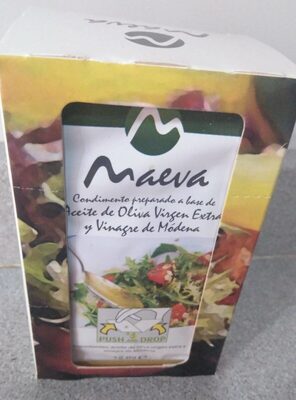 Maeva
Condimento preparado a base de
Aceite de Oliva Virgen Extra
y Vinagre de Módena
PUSH DROP